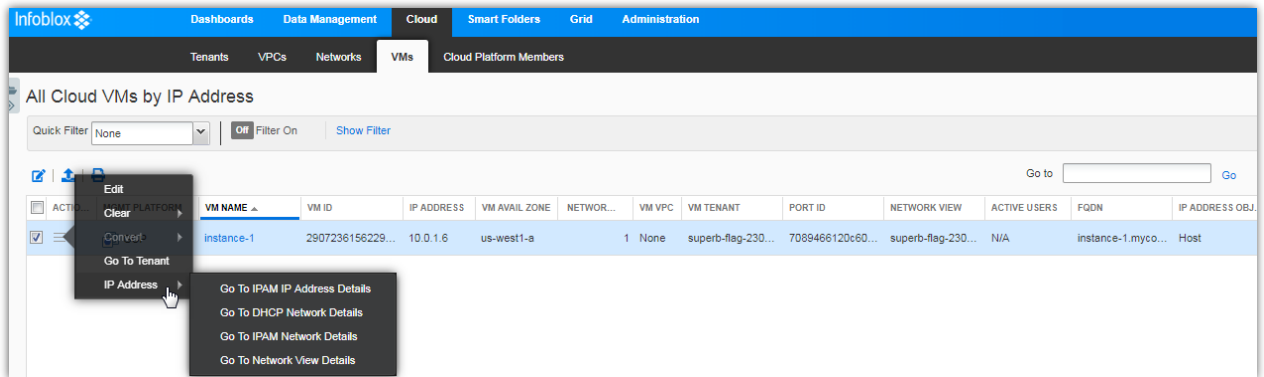 Infoblox Dashboards Data Management Cloud Smart Folders Grid Administration
Tenants VPCs Networks VMs Cloud Platform Members
All Cloud VMs by IP Address
Quick Filter None Off Filter On Show Filter
Go to Go
Edit
ACTIO... MGMT PLATFORM VM NAME VM ID IP ADDRESS VM AVAIL ZONE NETWOR... VM VPC VM TENANT PORT ID NETWORK VIEW ACTIVE USERS FQDN IP ADDRESS OBJ.
Clear
Convert instance-1 2907236156229... 10.0.1.6 us-west1-a 1 None superb-flag-230... 7089466120c60... superb-flag-230... N/A instance-1.myco... Host
Go To Tenant
IP Address
Go To IPAM IP Address Details
Go To DHCP Network Details
Go To IPAM Network Details
Go To Network View Details